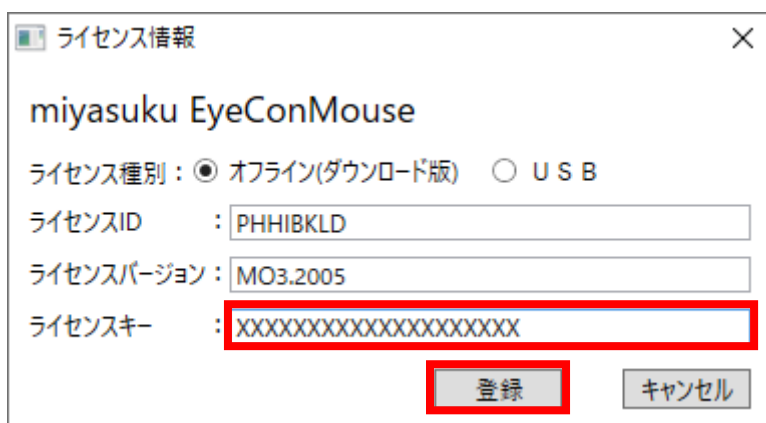 ライセンス情報
miyasuku EyeConMouse
ライセンス種別：オフライン(ダウンロード版) ＵＳＢ
ライセンスID ：PHHIBKLD
ライセンスバージョン：MO3.2005
ライセンスキー ：XXXXXXXXXXXXXXXXXXXX
登録 キャンセル